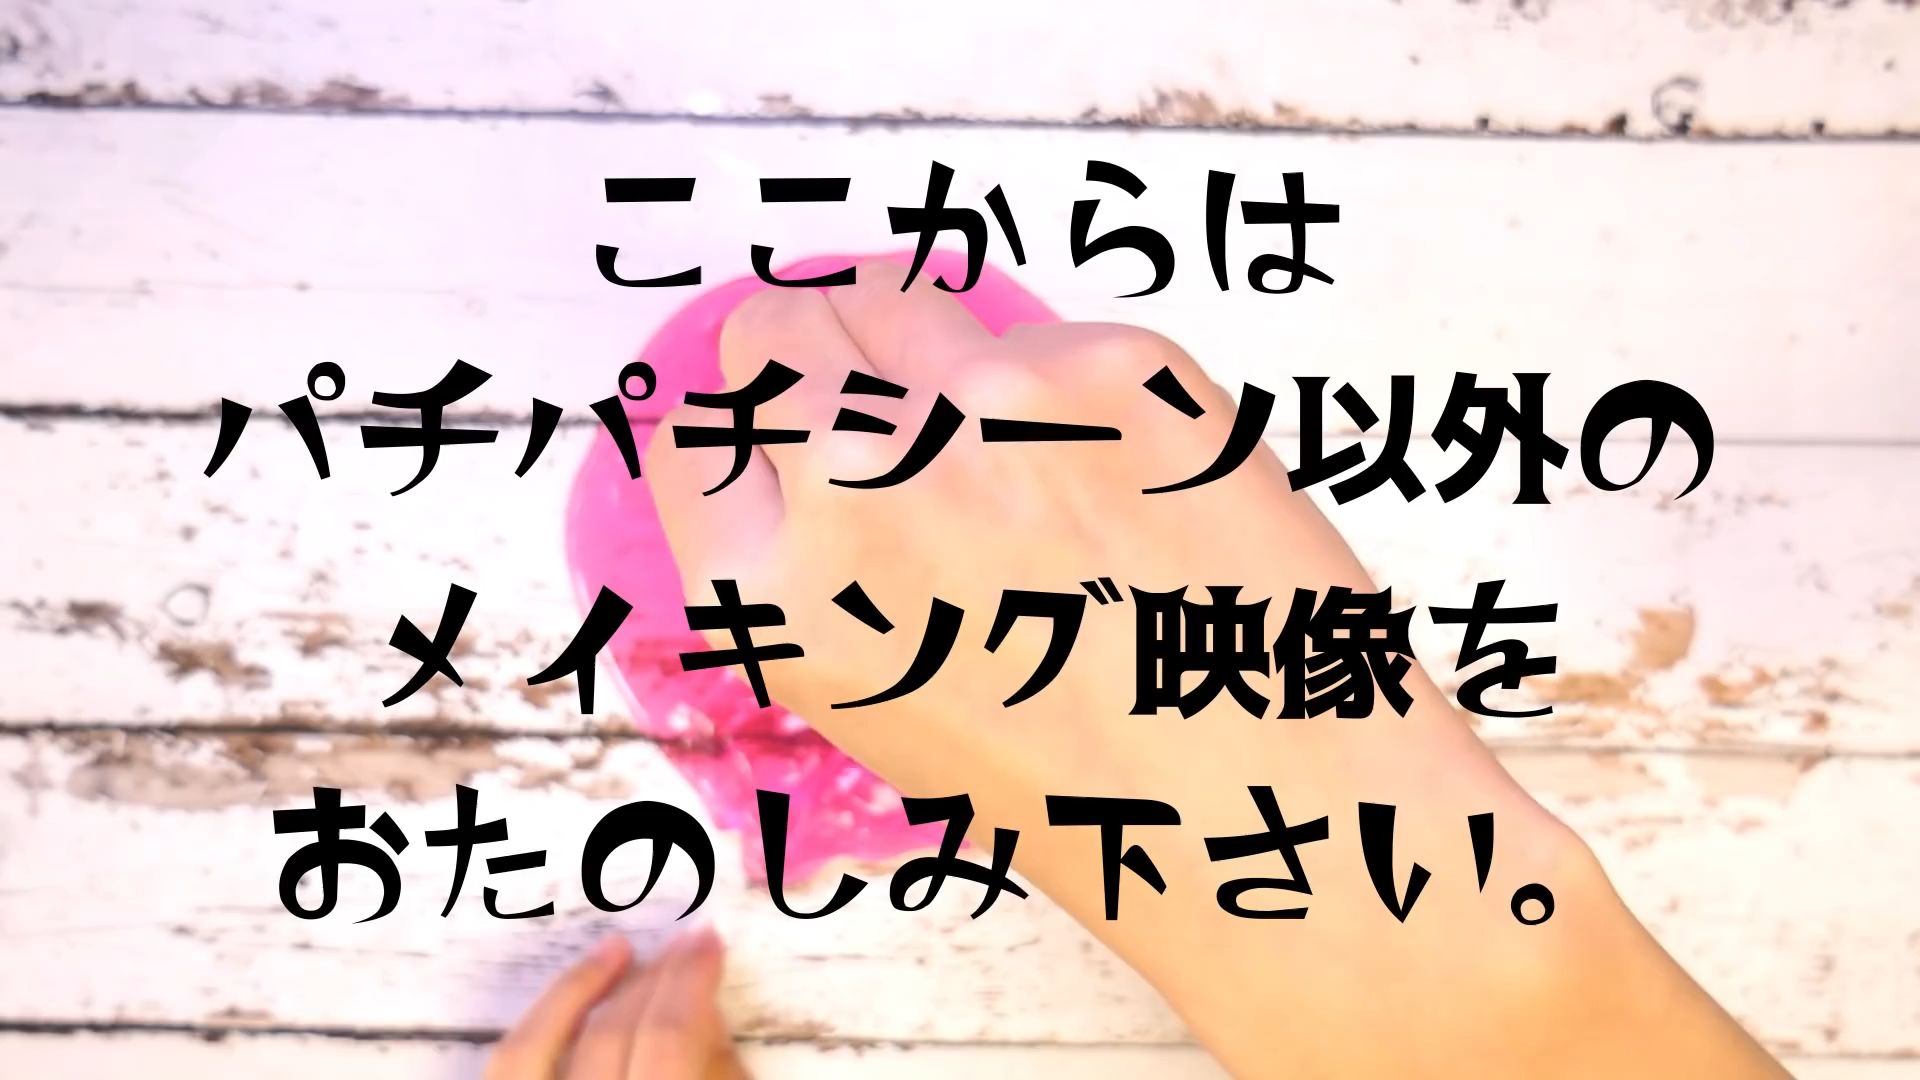 ここからは
パチパチシーン以外の
メイキング映像を
おたのしみ下さい。